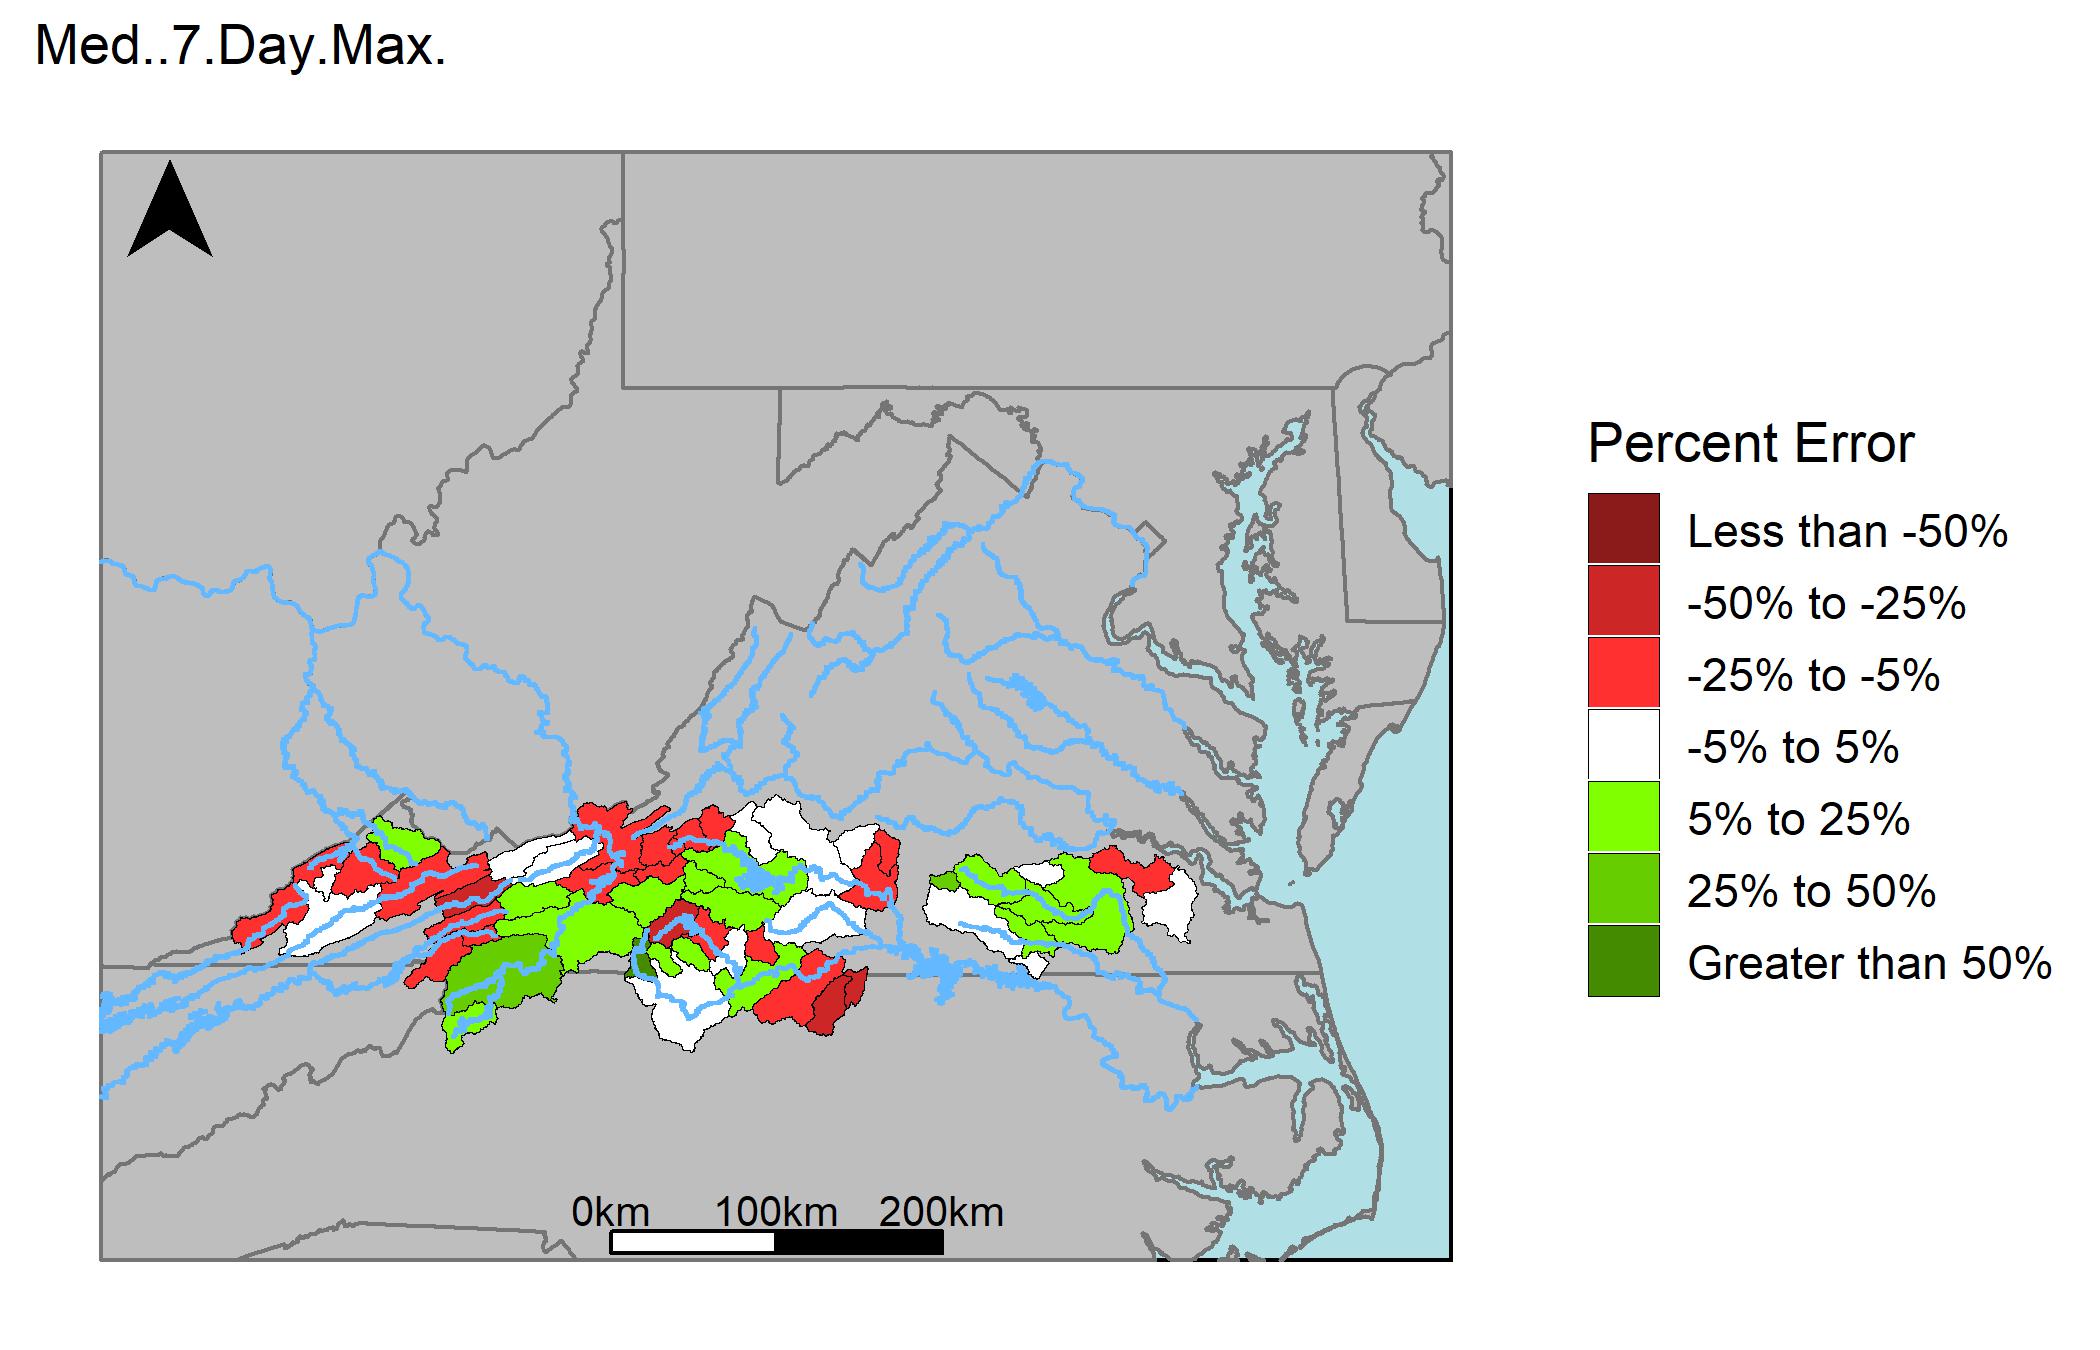 Med..7.Day.Max.
Percent Error
Less than -50%
-50% to -25%
-25% to -5%
-5% to 5%
5% to 25%
25% to 50%
Greater than 50%
0km 100km 200km